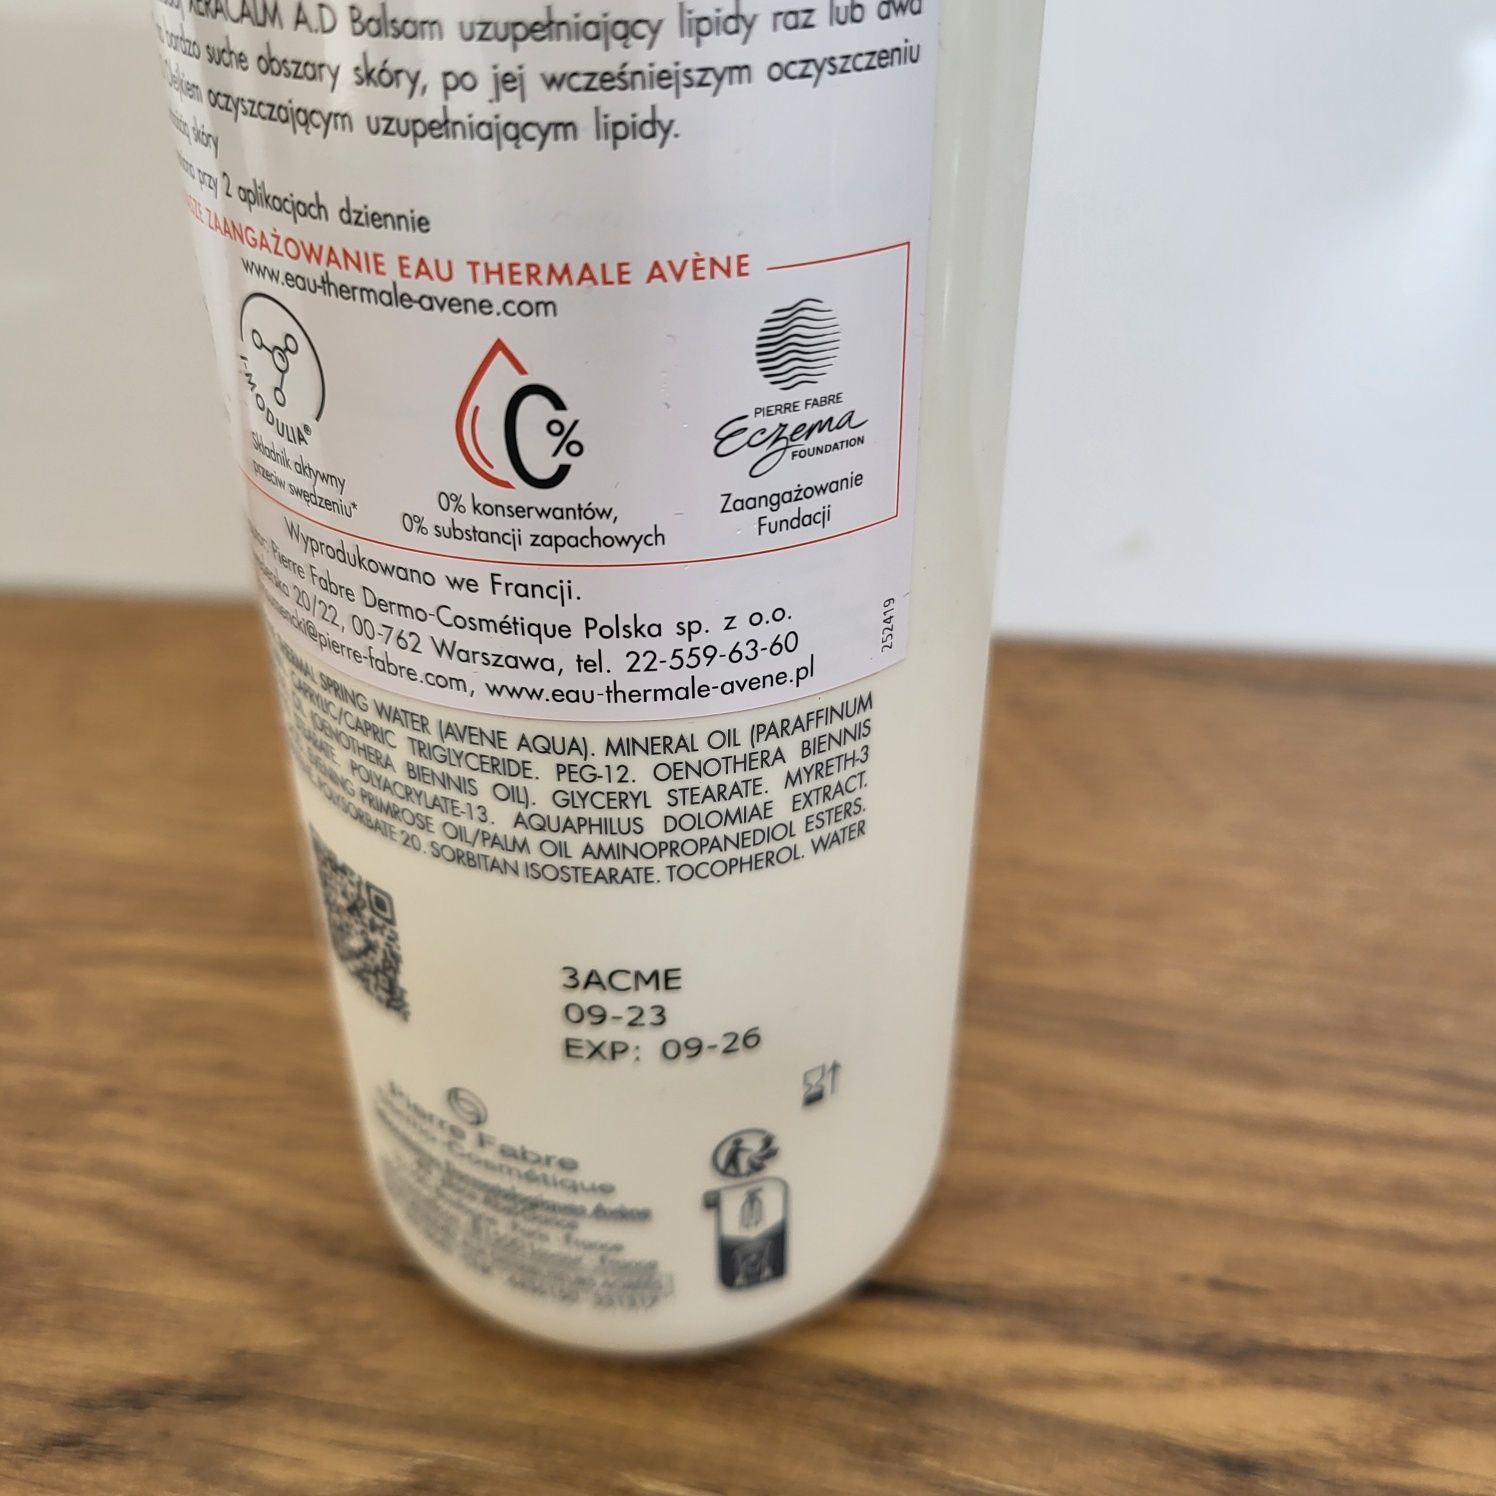 XERACALM A.D Balsam uzupełniający lipidy raz lub dwa
bardzo suche obszary skóry, po jej wcześniejszym oczyszczeniu
Olejkiem oczyszczającym uzupełniającym lipidy.
skóry
przy 2 aplikacjach dziennie
ZAANGAŻOWANIE EAU THERMALE AVÈNE
www.eau-thermale-avene.com
I-MODULIA®
Składnik aktywny
przeciw swędzeniu*
0%
0% konserwantów,
0% substancji zapachowych
PIERRE FABRE
Eczema
FOUNDATION
Zaangażowanie
Fundacji
Wyprodukowano we Francji.
Pierre Fabre Dermo-Cosmétique Polska sp. z o.o.
20/22, 00-762 Warszawa, tel. 22-559-63-60
@pierre-fabre.com, www.eau-thermale-avene.pl
252419
THERMAL SPRING WATER (AVENE AQUA). MINERAL OIL (PARAFFINUM
CAPRYLIC/CAPRIC TRIGLYCERIDE. PEG-12. OENOTHERA BIENNIS
(OENOTHERA BIENNIS OIL). GLYCERYL STEARATE. MYRETH-3
POLYACRYLATE-13. AQUAPHILUS DOLOMIAE EXTRACT.
EVENING PRIMROSE OIL/PALM OIL AMINOPROPANEDIOL ESTERS.
POLYSORBATE 20. SORBITAN ISOSTEARATE. TOCOPHEROL. WATER
3ACME
09-23
EXP: 09-26
Pierre Fabre
Dermo-Cosmétique